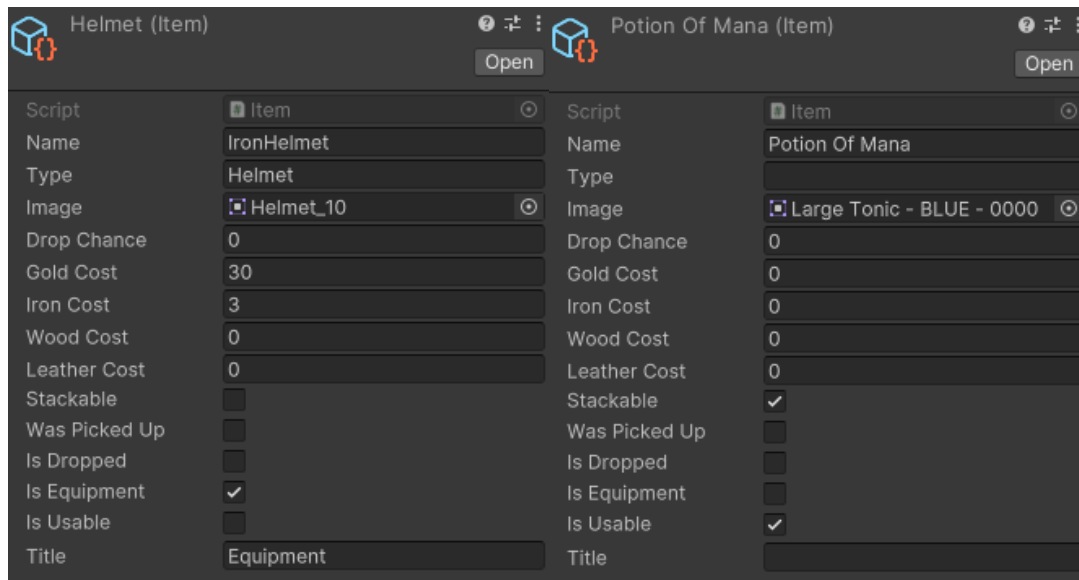 Helmet (Item)
Open
Script Item
Name IronHelmet
Type Helmet
Image Helmet_10
Drop Chance 0
Gold Cost 30
Iron Cost 3
Wood Cost 0
Leather Cost 0
Stackable
Was Picked Up
Is Dropped
Is Equipment
Is Usable
Title Equipment
Potion Of Mana (Item)
Open
Script Item
Name Potion Of Mana
Type
Image Large Tonic - BLUE - 0000
Drop Chance 0
Gold Cost 0
Iron Cost 0
Wood Cost 0
Leather Cost 0
Stackable
Was Picked Up
Is Dropped
Is Equipment
Is Usable
Title